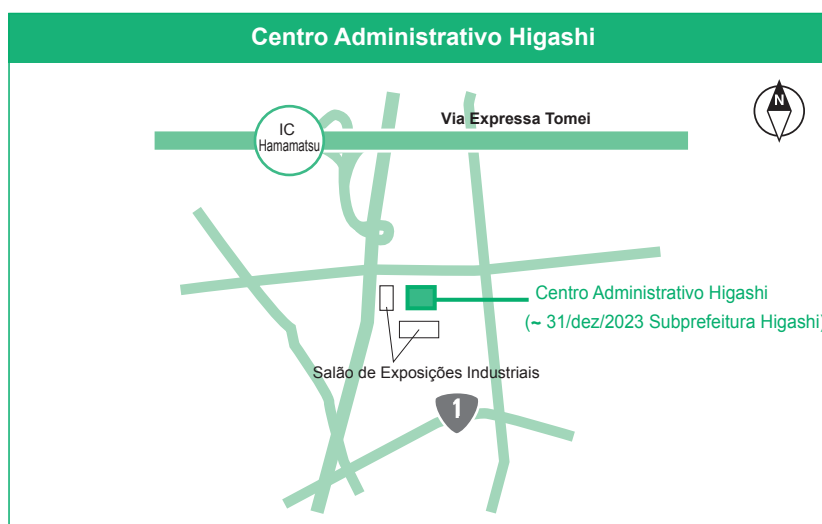 Centro Administrativo Higashi
N
Via Expressa Tomei
IC
Hamamatsu
Centro Administrativo Higashi
(~ 31/dez/2023 Subprefeitura Higashi)
Salão de Exposições Industriais
1